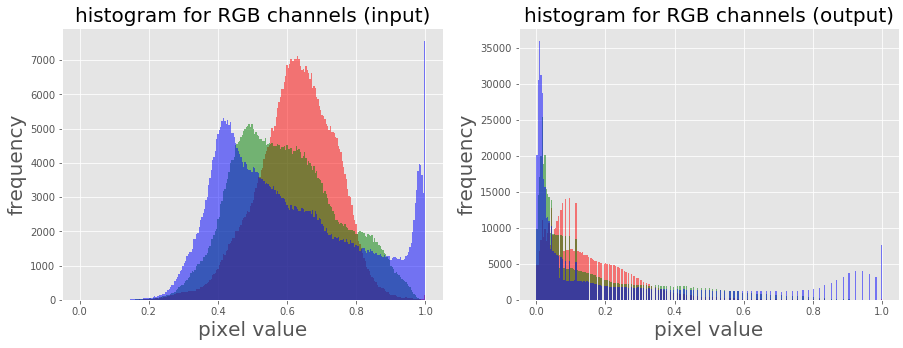 histogram for RGB channels (input)
frequency
7000
6000
5000
4000
3000
2000
1000
0
0.0 0.2 0.4 0.6 0.8 1.0
pixel value
histogram for RGB channels (output)
frequency
35000
30000
25000
20000
15000
10000
5000
0
0.0 0.2 0.4 0.6 0.8 1.0
pixel value